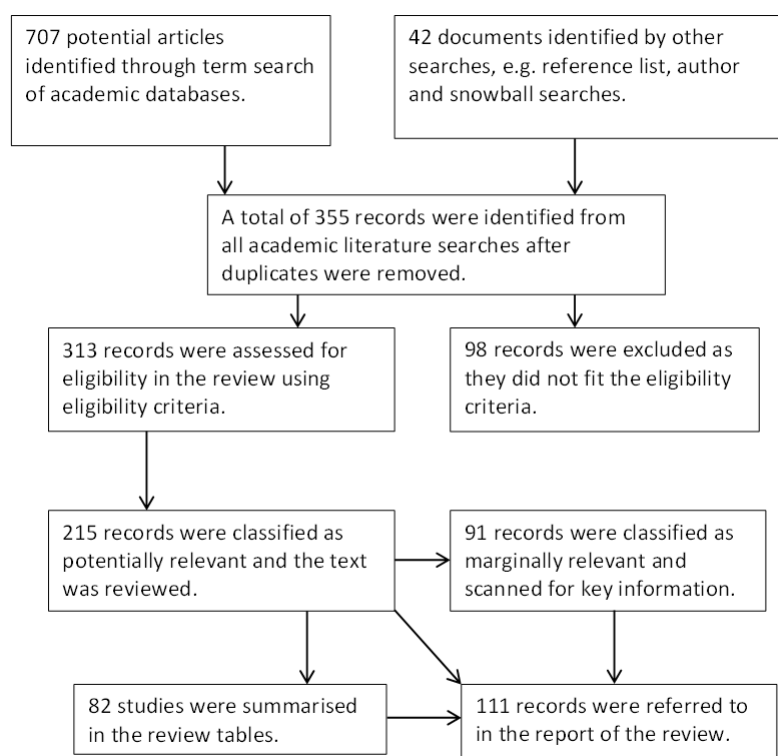 707 potential articles
identified through term search
of academic databases.
42 documents identified by other
searches, e.g. reference list, author
and snowball searches.
A total of 355 records were identified from
all academic literature searches after
duplicates were removed.
313 records were assessed for
eligibility in the review using
eligibility criteria.
98 records were excluded as
they did not fit the eligibility
criteria.
215 records were classified as
potentially relevant and the text
was reviewed.
91 records were classified as
marginally relevant and
scanned for key information.
82 studies were summarised
in the review tables.
111 records were referred to
in the report of the review.